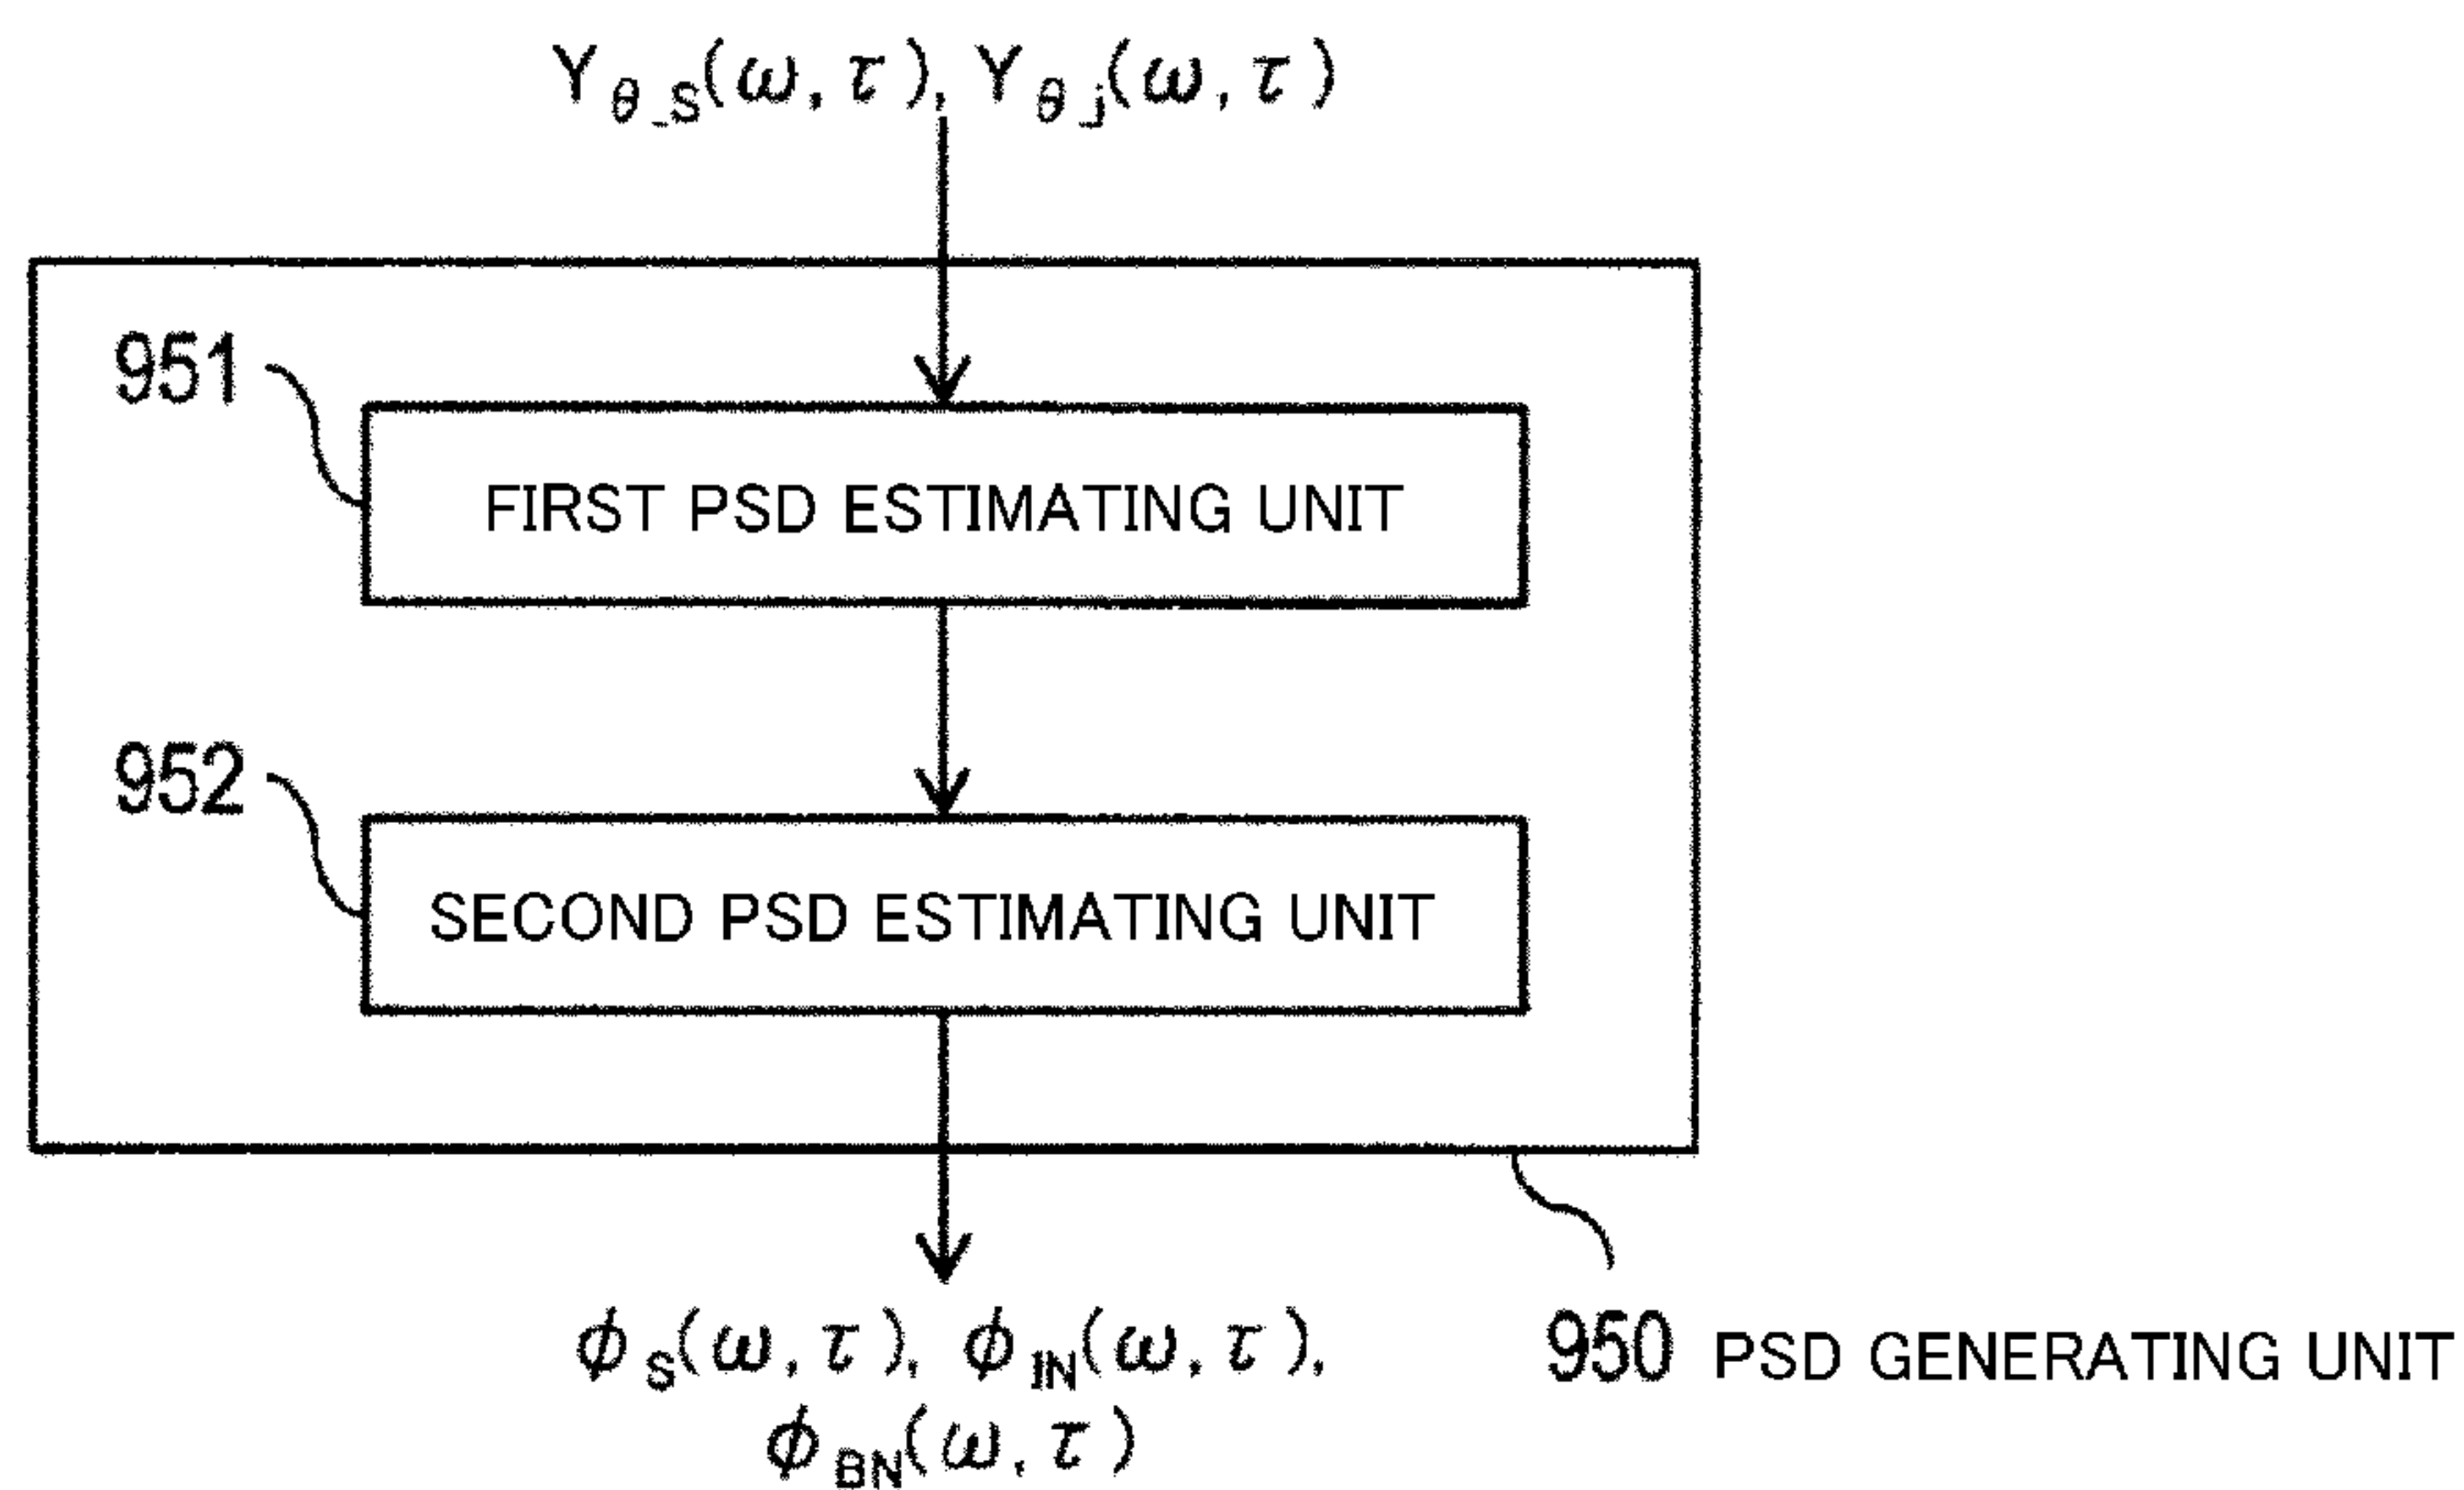 Yθ_S(ω,τ), Yθ_j(ω,τ)
951
FIRST PSD ESTIMATING UNIT
952
SECOND PSD ESTIMATING UNIT
ϕS(ω,τ), ϕIN(ω,τ),
ϕBN(ω,τ)
950 PSD GENERATING UNIT